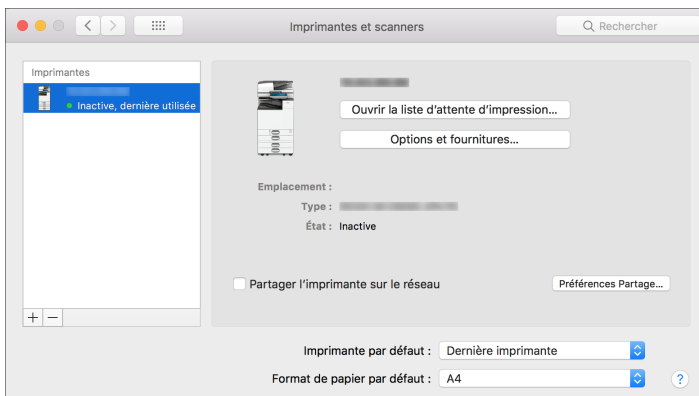 Imprimantes et scanners
Rechercher
Imprimantes
Inactive, dernière utilisée
Ouvrir la liste d’attente d’impression...
Options et fournitures...
Emplacement :
Type :
État : Inactive
Partager l’imprimante sur le réseau
Préférences Partage...
+ −
Imprimante par défaut : Dernière imprimante
Format de papier par défaut : A4
?